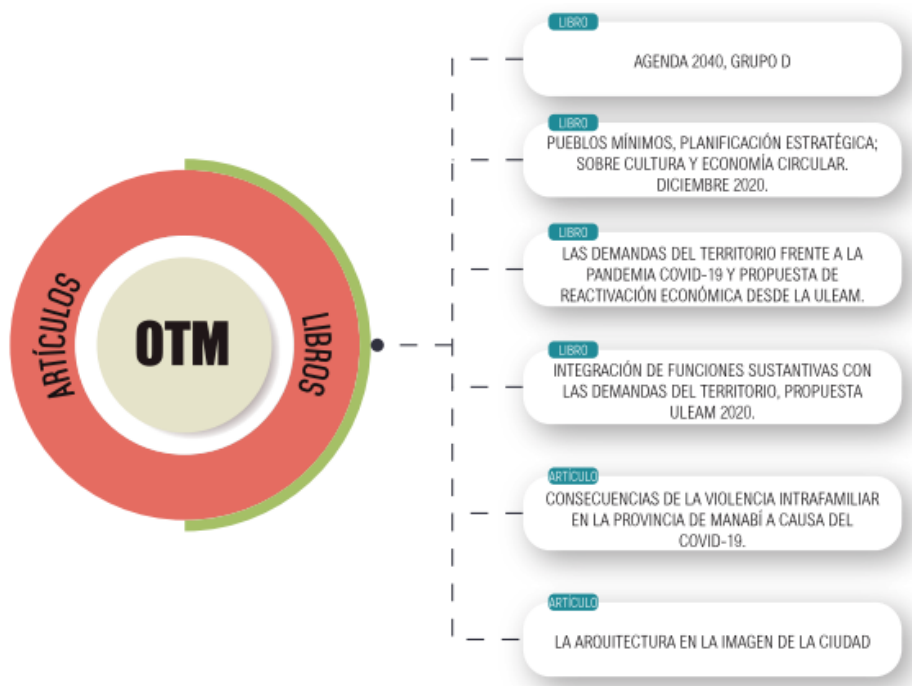 ARTÍCULOS
OTM
LIBROS
LIBRO
AGENDA 2040, GRUPO D
LIBRO
PUEBLOS MÍNIMOS, PLANIFICACIÓN ESTRATÉGICA;
SOBRE CULTURA Y ECONOMÍA CIRCULAR.
DICIEMBRE 2020.
LIBRO
LAS DEMANDAS DEL TERRITORIO FRENTE A LA
PANDEMIA COVID-19 Y PROPUESTA DE
REACTIVACIÓN ECONÓMICA DESDE LA ULEAM.
LIBRO
INTEGRACIÓN DE FUNCIONES SUSTANTIVAS CON
LAS DEMANDAS DEL TERRITORIO, PROPUESTA
ULEAM 2020.
ARTÍCULO
CONSECUENCIAS DE LA VIOLENCIA INTRAFAMILIAR
EN LA PROVINCIA DE MANABÍ A CAUSA DEL
COVID-19.
ARTÍCULO
LA ARQUITECTURA EN LA IMAGEN DE LA CIUDAD